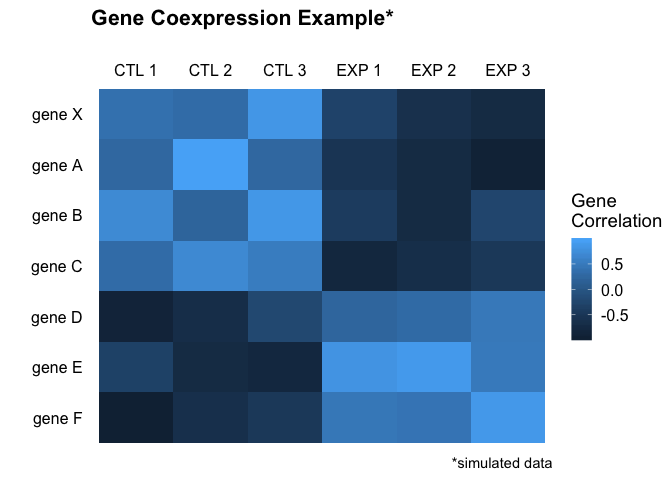 Gene Coexpression Example*
CTL 1 CTL 2 CTL 3 EXP 1 EXP 2 EXP 3
gene X
gene A
gene B
gene C
gene D
gene E
gene F
Gene
Correlation
0.5
0.0
-0.5
*simulated data